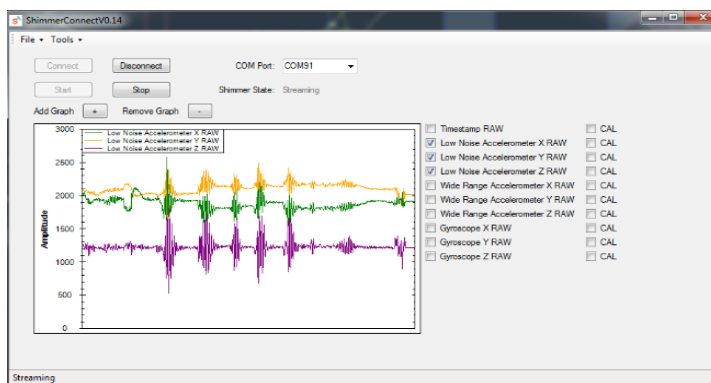 ShimmerConnectV0.14
File Tools
Connect Disconnect COM Port: COM91
Start Stop Shimmer State: Streaming
Add Graph + Remove Graph -
Low Noise Accelerometer X RAW
Low Noise Accelerometer Y RAW
Low Noise Accelerometer Z RAW
3000
2500
2000
1500
1000
500
0
Amplitude
Timestamp RAW CAL
Low Noise Accelerometer X RAW CAL
Low Noise Accelerometer Y RAW CAL
Low Noise Accelerometer Z RAW CAL
Wide Range Accelerometer X RAW CAL
Wide Range Accelerometer Y RAW CAL
Wide Range Accelerometer Z RAW CAL
Gyroscope X RAW CAL
Gyroscope Y RAW CAL
Gyroscope Z RAW CAL
Streaming